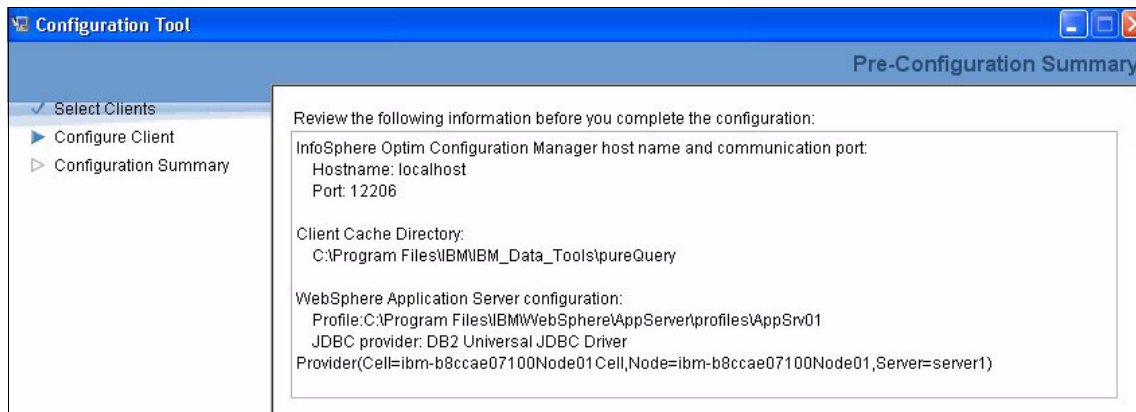 Configuration Tool
Pre-Configuration Summary
Select Clients
Configure Client
Configuration Summary
Review the following information before you complete the configuration:
InfoSphere Optim Configuration Manager host name and communication port:
Hostname: localhost
Port: 12206
Client Cache Directory:
C:\Program Files\IBM\IBM_Data_Tools\pureQuery
WebSphere Application Server configuration:
Profile:C:\Program Files\IBM\WebSphere\AppServer\profiles\AppSrv01
JDBC provider: DB2 Universal JDBC Driver
Provider(Cell=ibm-b8ccae07100Node01Cell,Node=ibm-b8ccae07100Node01,Server=server1)